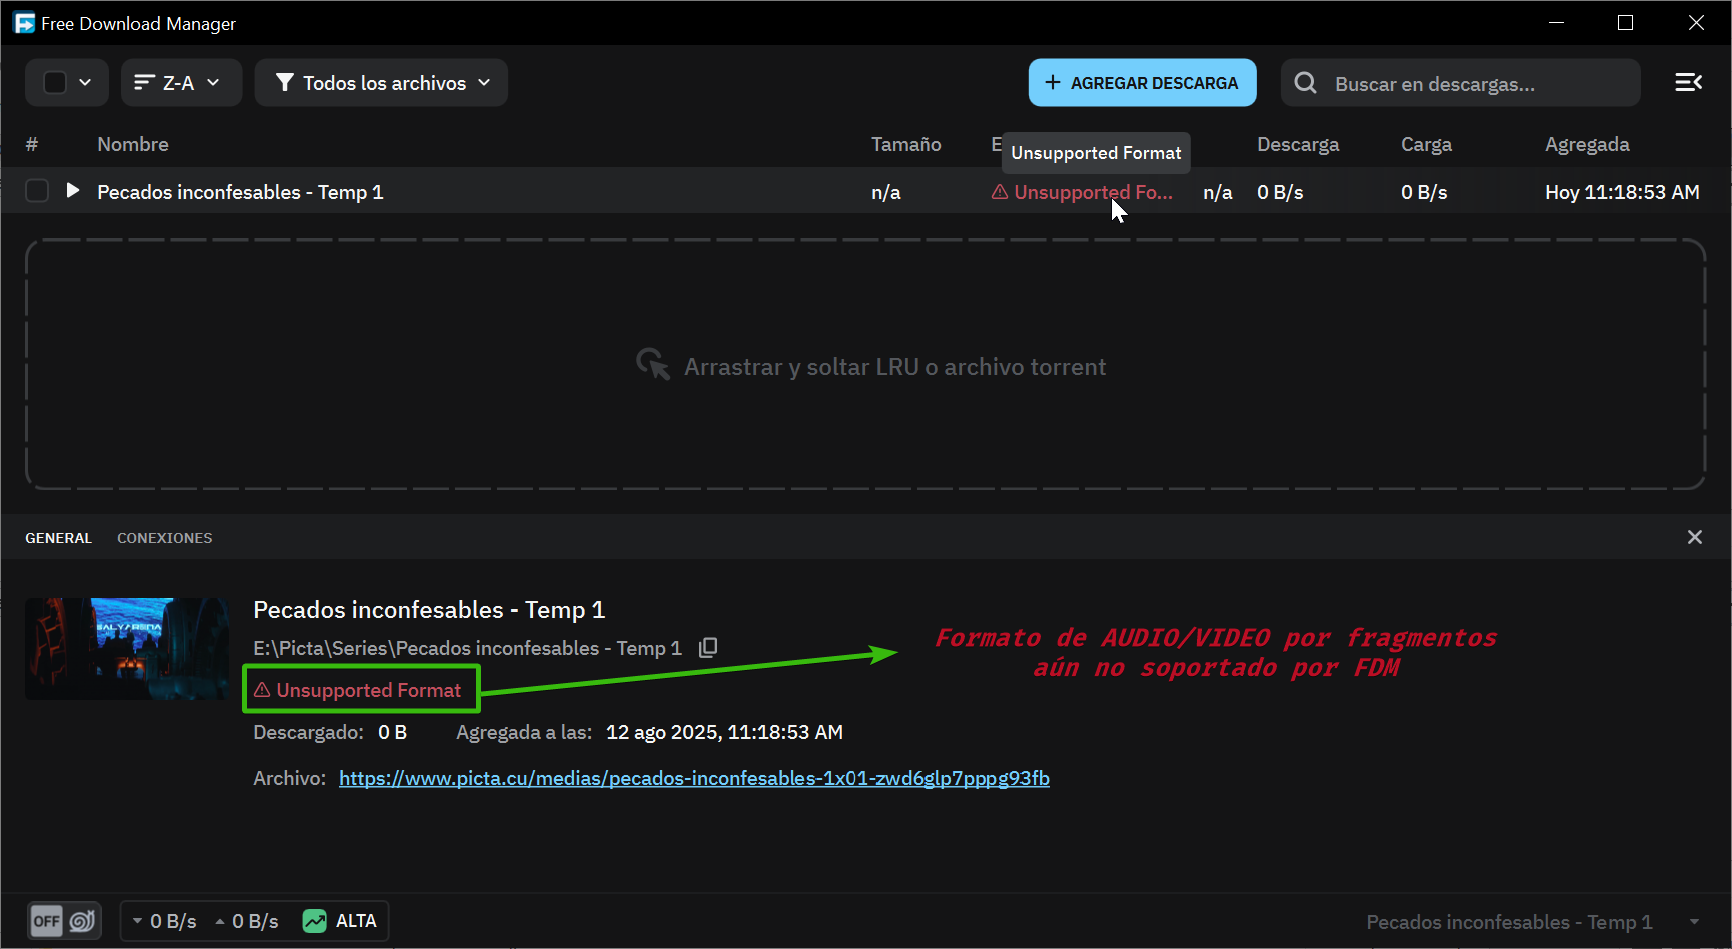 Free Download Manager
Z-A
Todos los archivos
+ AGREGAR DESCARGA
Buscar en descargas...
# Nombre Tamaño E Descarga Carga Agregada
Unsupported Format
Pecados inconfesables - Temp 1 n/a Unsupported Fo... n/a 0 B/s 0 B/s Hoy 11:18:53 AM
Arrastrar y soltar LRU o archivo torrent
GENERAL CONEXIONES
Pecados inconfesables - Temp 1
E:\Picta\Series\Pecados inconfesables - Temp 1
Unsupported Format
Formato de AUDIO/VIDEO por fragmentos
aún no soportado por FDM
Descargado: 0 B Agregada a las: 12 ago 2025, 11:18:53 AM
Archivo: https://www.picta.cu/medias/pecados-inconfesables-1x01-zwd6glp7pppg93fb
OFF 0 B/s 0 B/s ALTA Pecados inconfesables - Temp 1